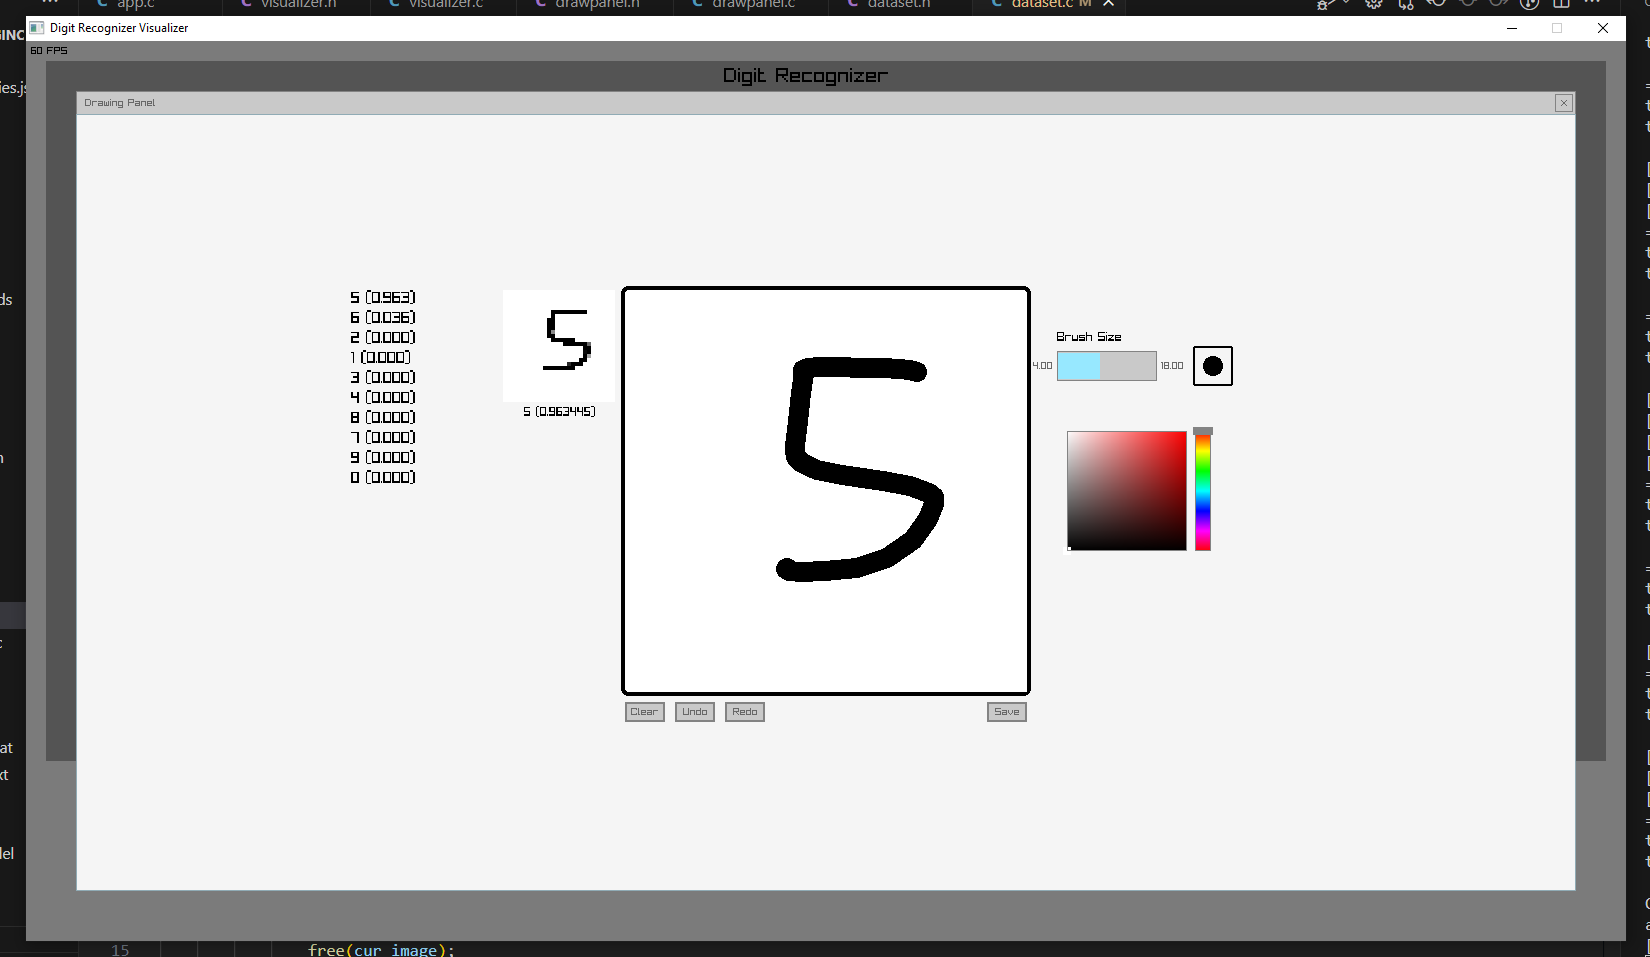 app.c visualizer.h visualizer.c drawpanel.h drawpanel.c dataset.h dataset.c M
Digit Recognizer Visualizer
60 FPS
Digit Recognizer
Drawing Panel
5 (0.963)
6 (0.036)
2 (0.000)
1 (0.000)
3 (0.000)
4 (0.000)
8 (0.000)
7 (0.000)
9 (0.000)
0 (0.000)
5
5 (0.963445)
5
Brush Size
4.00 18.00
Clear Undo Redo Save
15 free(cur_image);